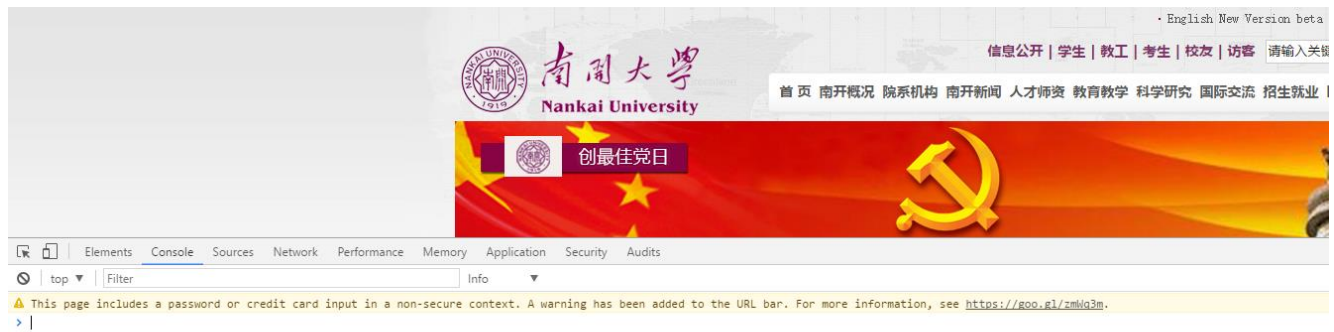 · English New Version beta
信息公开 | 学生 | 教工 | 考生 | 校友 | 访客 请输入关键
NANKAI UNIVERSITY
南開
1919
南開大學
Nankai University
首页 南开概况 院系机构 南开新闻 人才师资 教育教学 科学研究 国际交流 招生就业
创最佳党日
Elements Console Sources Network Performance Memory Application Security Audits
top ▼ Filter Info ▼
This page includes a password or credit card input in a non-secure context. A warning has been added to the URL bar. For more information, see https://goo.gl/zmWq3m.
>